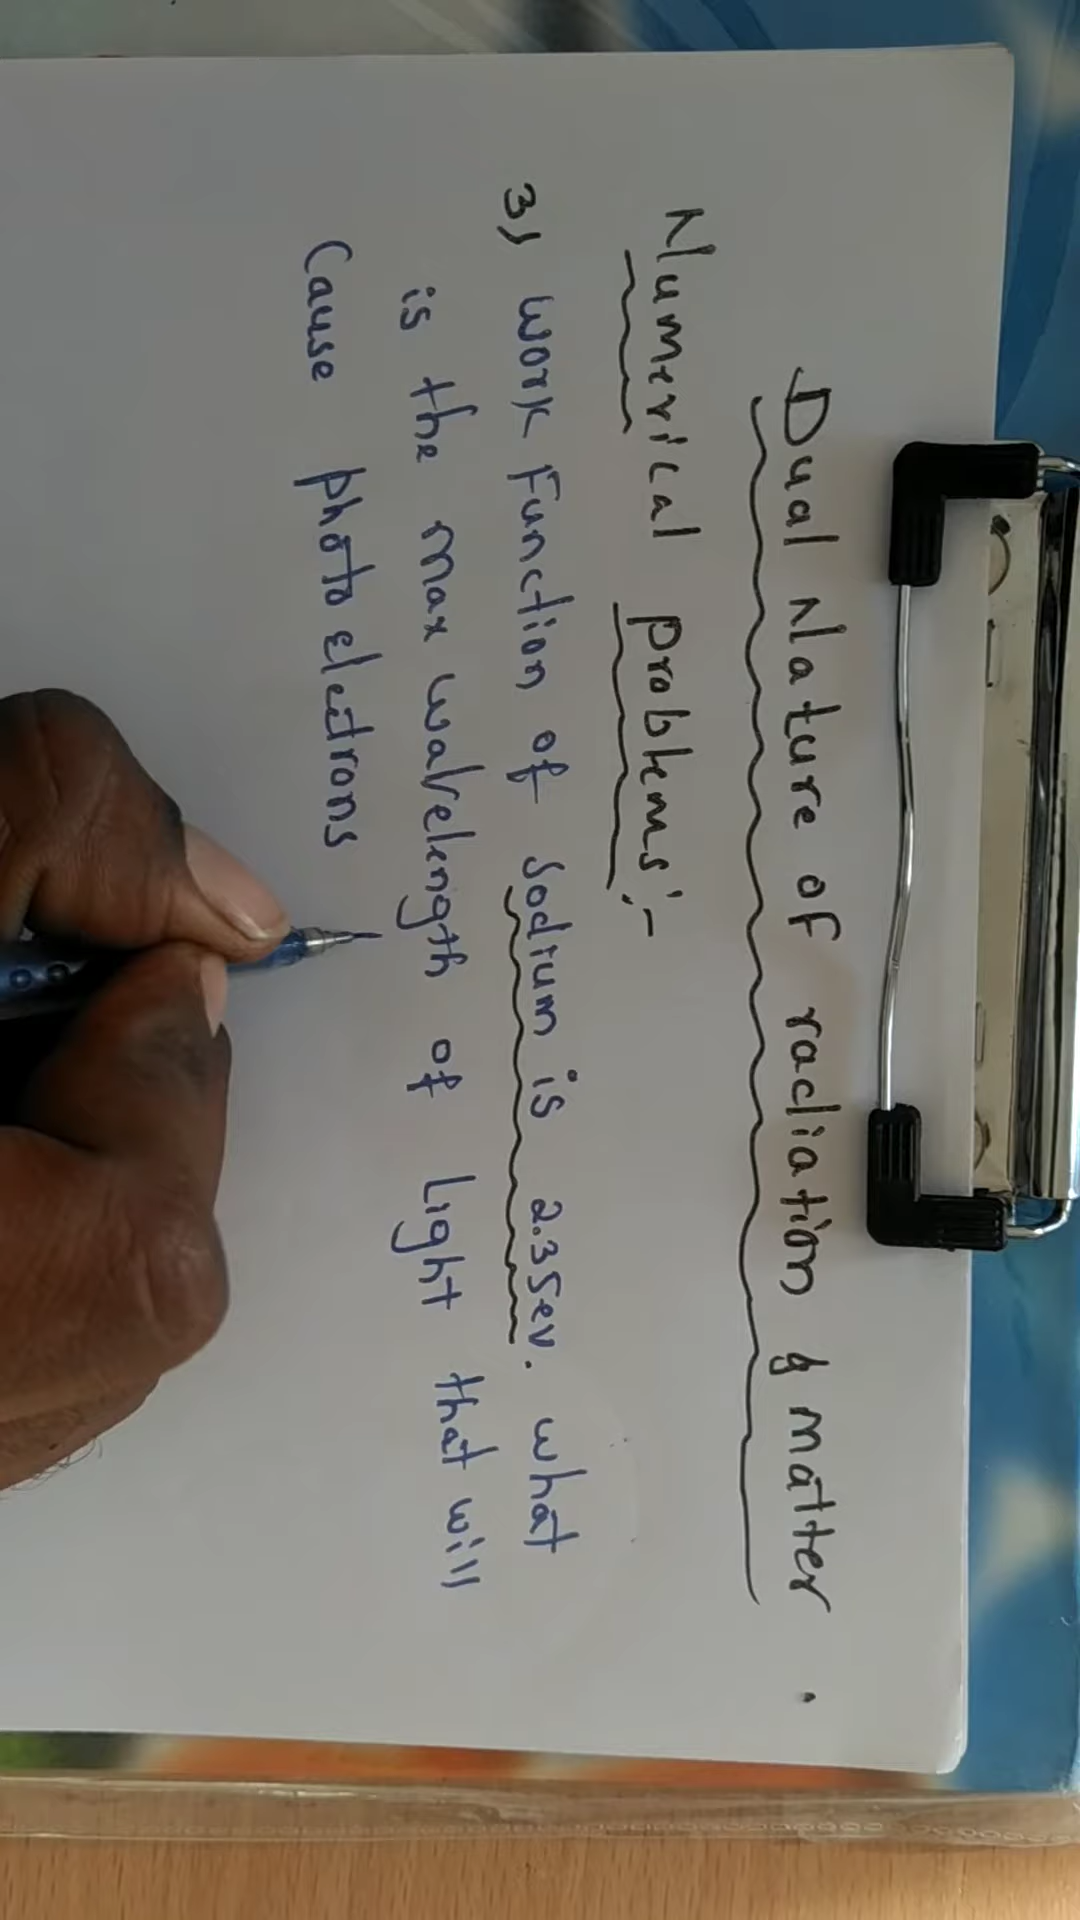 Dual Nature of radiation & matter.
Numerical problems:-
3) Work Function of Sodium is 2.35ev. what
is the max wavelength of Light that will
Cause photo electrons